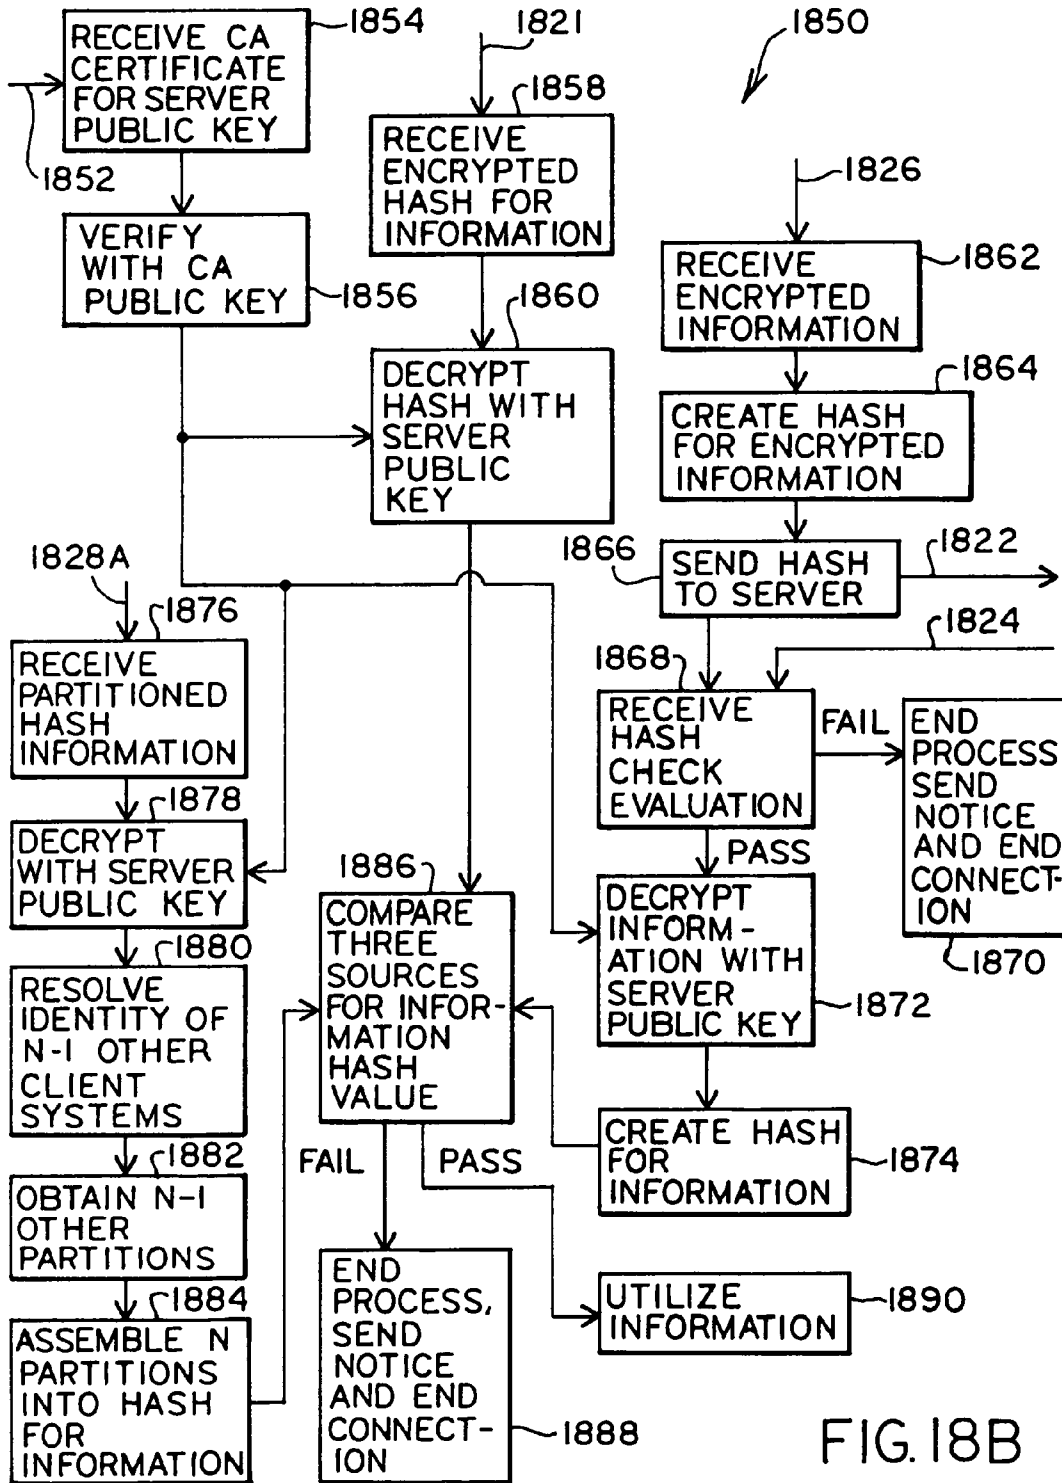 1854
RECEIVE CA
CERTIFICATE
FOR SERVER
PUBLIC KEY
1852
VERIFY
WITH CA
PUBLIC KEY
1856
1821
1858
RECEIVE
ENCRYPTED
HASH FOR
INFORMATION
1860
DECRYPT
HASH WITH
SERVER
PUBLIC
KEY
1850
1826
1862
RECEIVE
ENCRYPTED
INFORMATION
1864
CREATE HASH
FOR ENCRYPTED
INFORMATION
1866
SEND HASH
TO SERVER
1822
1824
1868
RECEIVE
HASH
CHECK
EVALUATION
FAIL
END
PROCESS
SEND
NOTICE
AND END
CONNECT-
ION
1870
PASS
DECRYPT
INFORM-
ATION WITH
SERVER
PUBLIC KEY
1872
CREATE HASH
FOR
INFORMATION
1874
1828A
1876
RECEIVE
PARTITIONED
HASH
INFORMATION
1878
DECRYPT
WITH SERVER
PUBLIC KEY
1880
RESOLVE
IDENTITY OF
N-1 OTHER
CLIENT
SYSTEMS
1882
OBTAIN N-1
OTHER
PARTITIONS
1884
ASSEMBLE N
PARTITIONS
INTO HASH
FOR
INFORMATION
1886
COMPARE
THREE
SOURCES
FOR INFOR-
MATION
HASH
VALUE
FAIL
PASS
END
PROCESS,
SEND
NOTICE
AND END
CONNECT-
ION
1888
UTILIZE
INFORMATION
1890
FIG. 18B